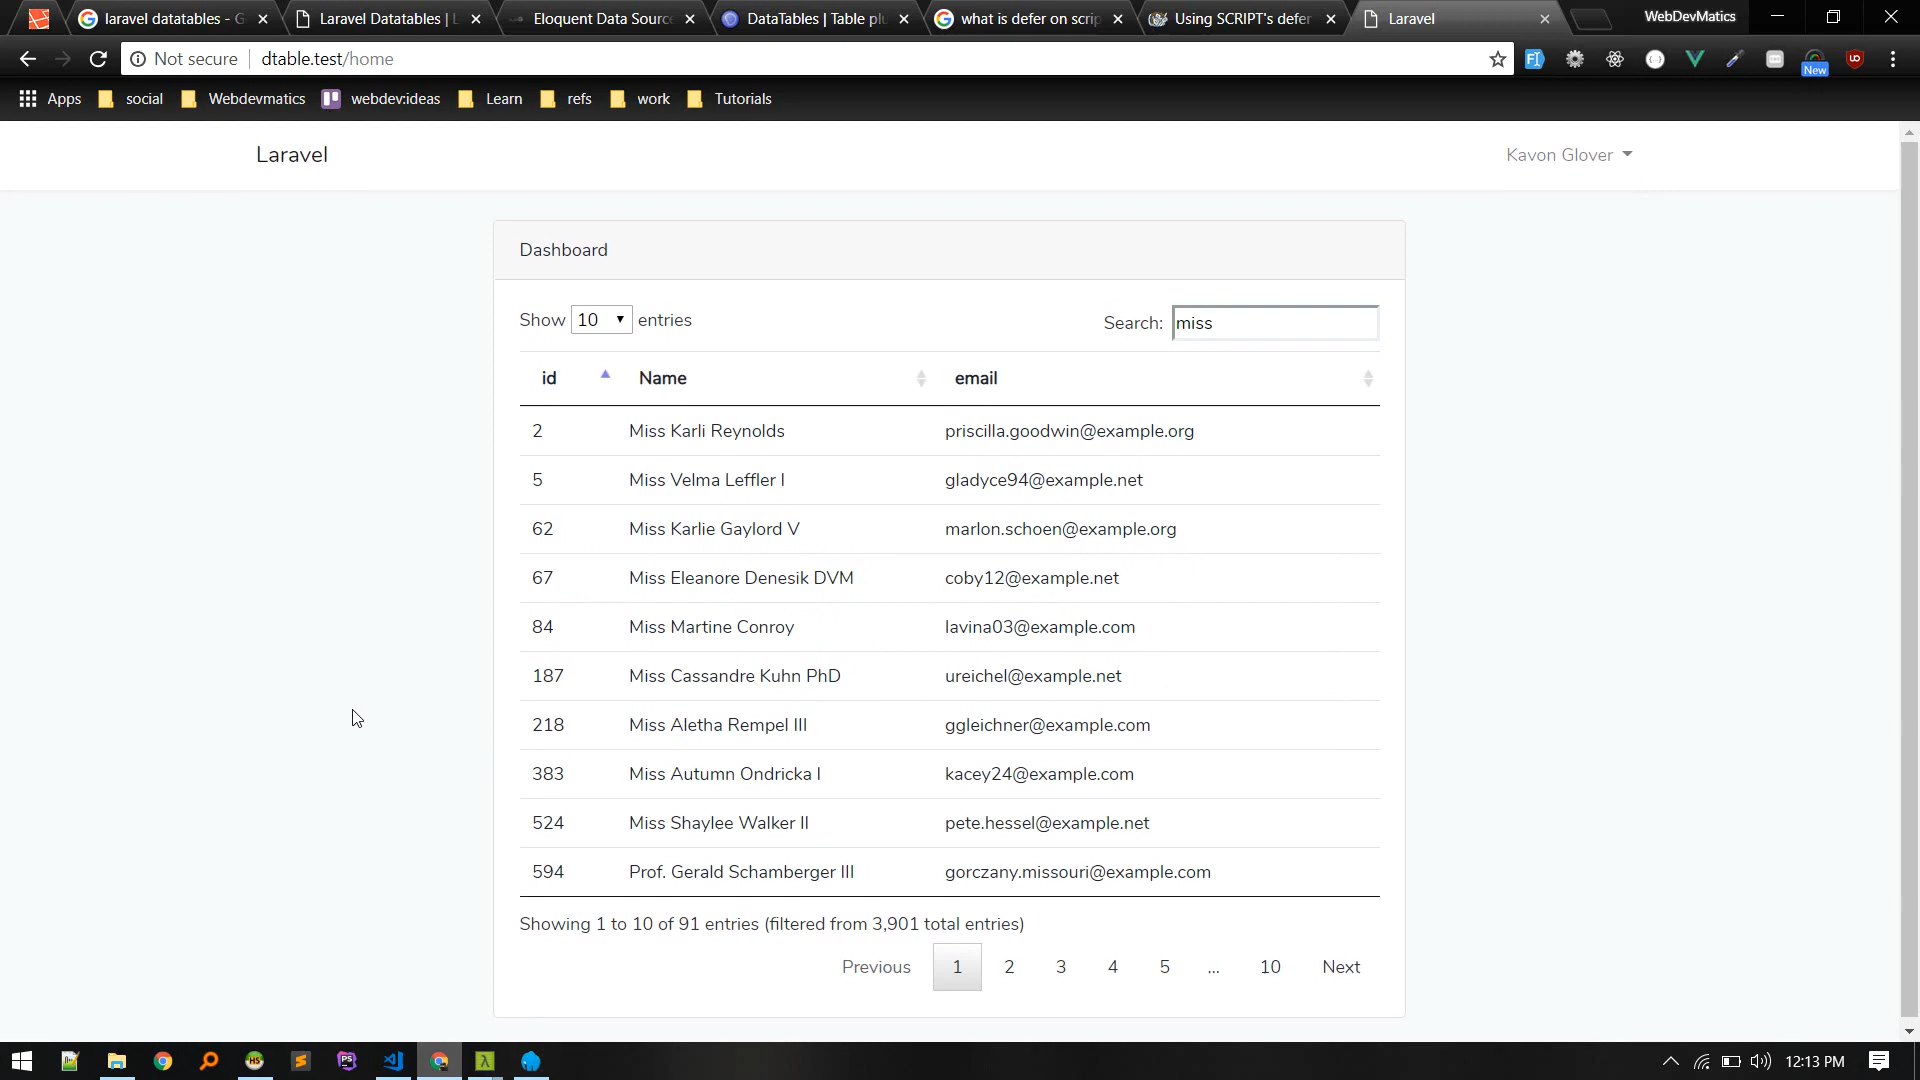 laravel datatables - G
Laravel Datatables | L
Eloquent Data Source
DataTables | Table plu
what is defer on scrip
Using SCRIPT's defer
Laravel
WebDevMatics
Not secure dtable.test/home
New
Apps social Webdevmatics webdev:ideas Learn refs work Tutorials
Laravel Kavon Glover
Dashboard
Show 10 entries Search: miss
id Name email
2 Miss Karli Reynolds priscilla.goodwin@example.org
5 Miss Velma Leffler I gladyce94@example.net
62 Miss Karlie Gaylord V marlon.schoen@example.org
67 Miss Eleanore Denesik DVM coby12@example.net
84 Miss Martine Conroy lavina03@example.com
187 Miss Cassandre Kuhn PhD ureichel@example.net
218 Miss Aletha Rempel III ggleichner@example.com
383 Miss Autumn Ondricka I kacey24@example.com
524 Miss Shaylee Walker II pete.hessel@example.net
594 Prof. Gerald Schamberger III gorczany.missouri@example.com
Showing 1 to 10 of 91 entries (filtered from 3,901 total entries)
Previous 1 2 3 4 5 ... 10 Next
12:13 PM